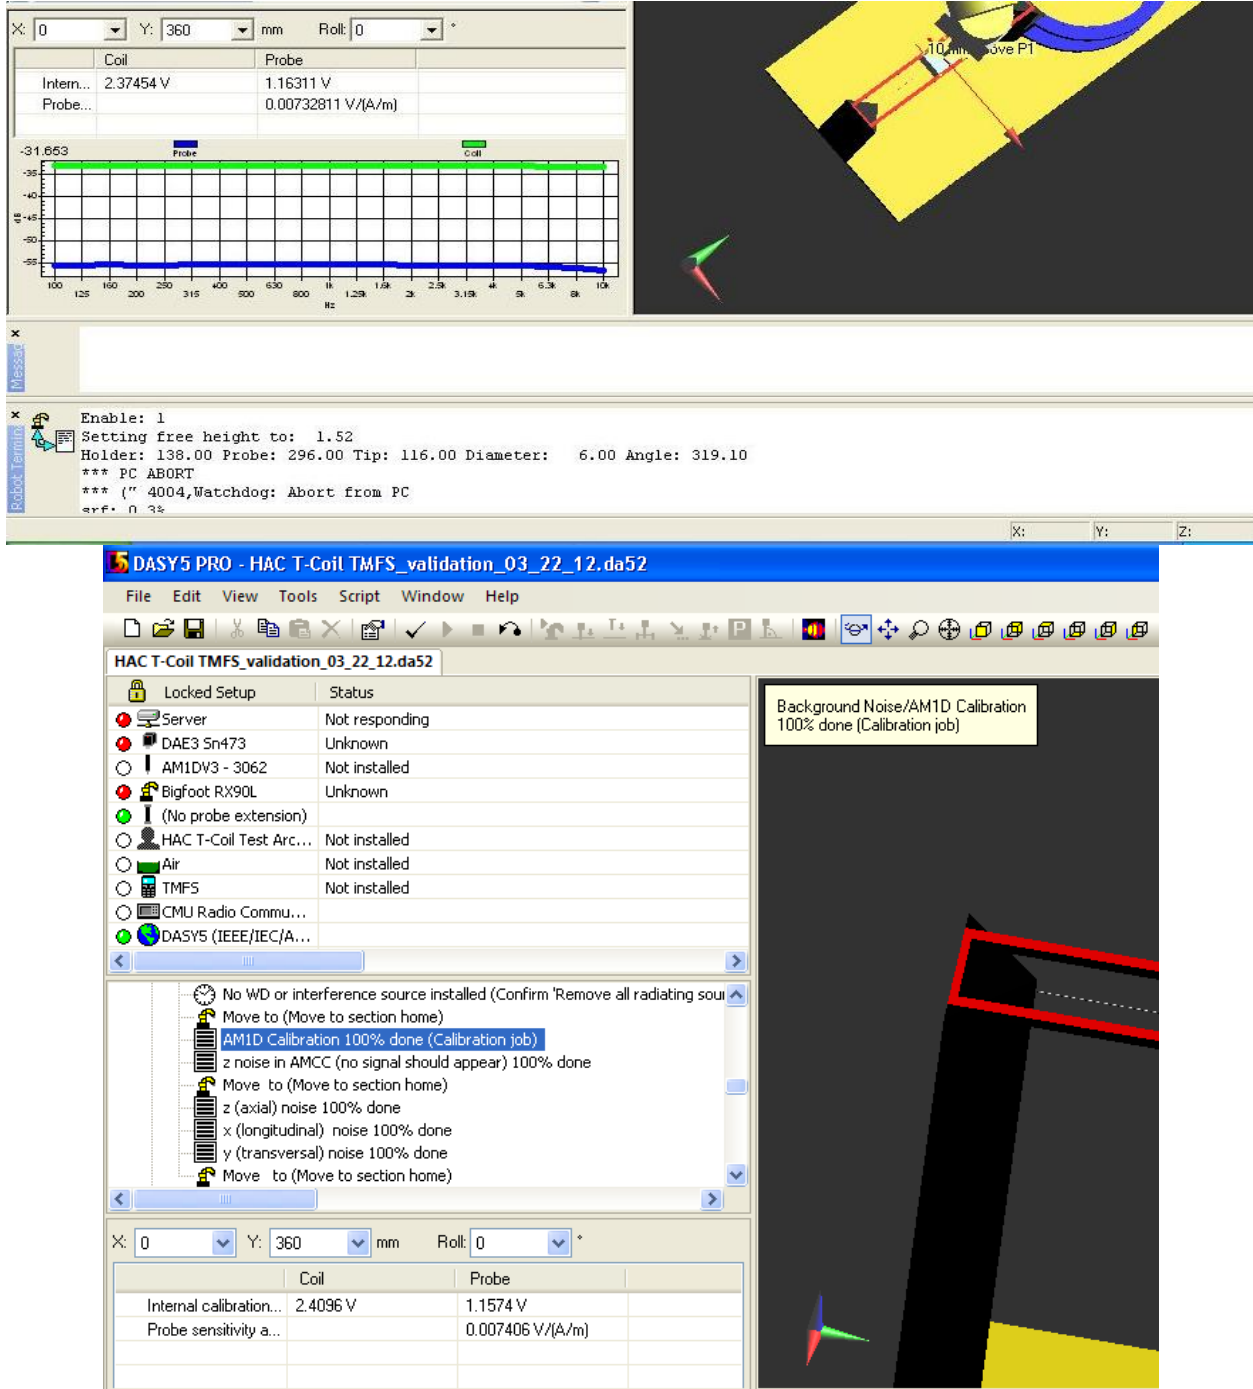 X: 0 Y: 360 mm Roll: 0 °
Coil Probe
Intern... 2.37454 V 1.16311 V
Probe... 0.00732811 V/(A/m)
-31.653 Probe Coil
-35
-40
dB -45
-50
-55
100 160 250 400 630 1k 1.6k 2.5k 4k 6.3k 10k
125 200 315 500 800 1.25k 2k 3.15k 5k 8k
Hz
10 mm above P1
Messag
Robot Termin
Enable: 1
Setting free height to: 1.52
Holder: 138.00 Probe: 296.00 Tip: 116.00 Diameter: 6.00 Angle: 319.10
*** PC ABORT
*** (" 4004,Watchdog: Abort from PC
srf: 0.3%
X: Y: Z:
DASY5 PRO - HAC T-Coil TMFS_validation_03_22_12.da52
File Edit View Tools Script Window Help
HAC T-Coil TMFS_validation_03_22_12.da52
Locked Setup Status
Server Not responding
DAE3 Sn473 Unknown
AM1DV3 - 3062 Not installed
Bigfoot RX90L Unknown
(No probe extension)
HAC T-Coil Test Arc... Not installed
Air Not installed
TMFS Not installed
CMU Radio Commu...
DASY5 (IEEE/IEC/A...
Background Noise/AM1D Calibration
100% done (Calibration job)
No WD or interference source installed (Confirm 'Remove all radiating sour
Move to (Move to section home)
AM1D Calibration 100% done (Calibration job)
z noise in AMCC (no signal should appear) 100% done
Move to (Move to section home)
z (axial) noise 100% done
x (longitudinal) noise 100% done
y (transversal) noise 100% done
Move to (Move to section home)
X: 0 Y: 360 mm Roll: 0 °
Coil Probe
Internal calibration... 2.4096 V 1.1574 V
Probe sensitivity a... 0.007406 V/(A/m)